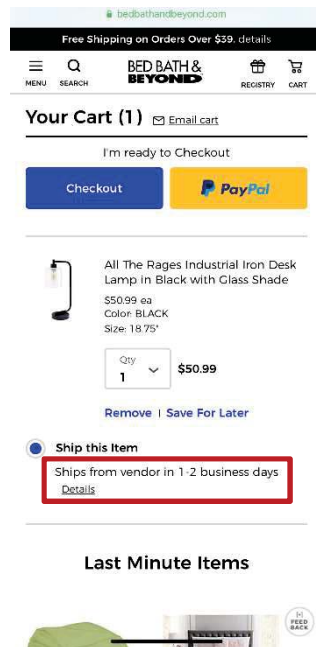 bedbathandbeyond.com
Free Shipping on Orders Over $39. details
MENU
SEARCH
BED BATH &
BEYOND
REGISTRY
CART
Your Cart (1) Email cart
I'm ready to Checkout
Checkout
PayPal
All The Rages Industrial Iron Desk
Lamp in Black with Glass Shade
$50.99 ea
Color: BLACK
Size: 18.75"
Qty
1
$50.99
Remove | Save For Later
Ship this Item
Ships from vendor in 1-2 business days
Details
Last Minute Items
[+]
FEED
BACK